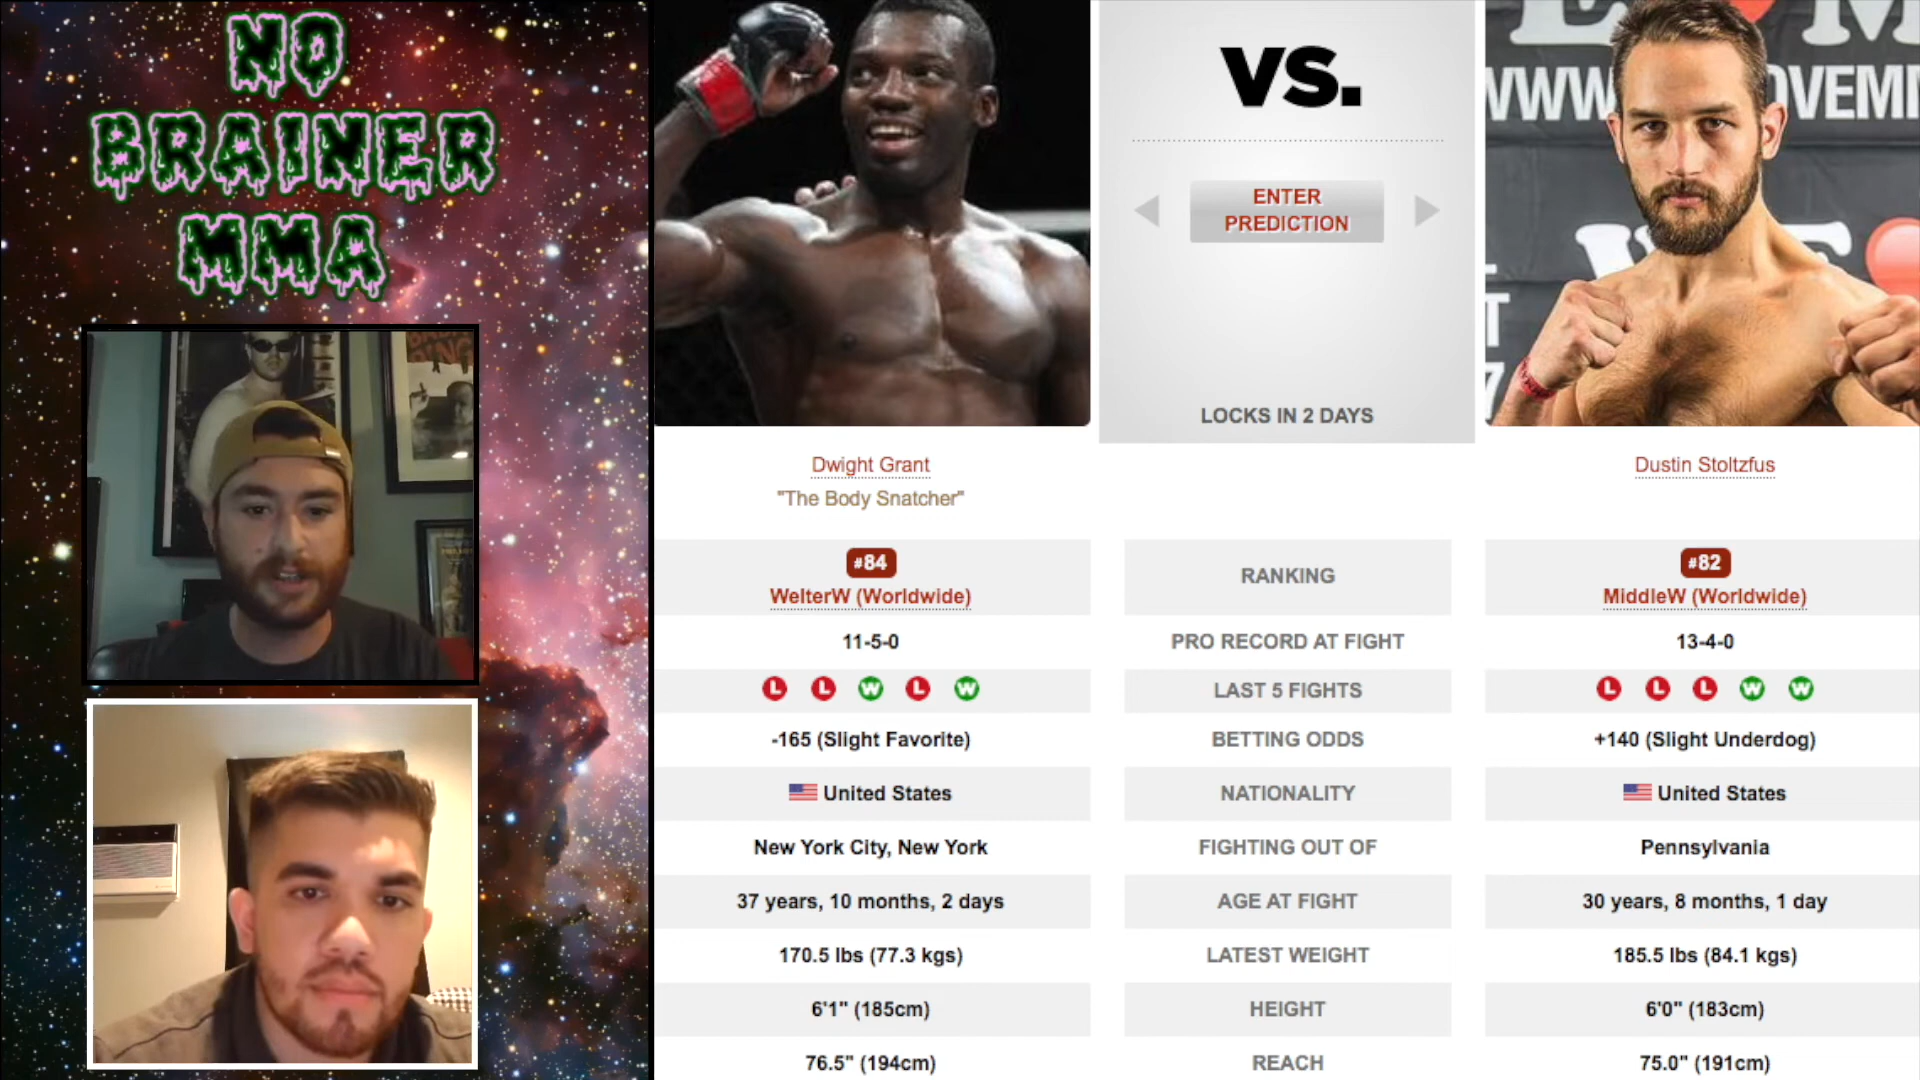 NO
BRAINER
MMA
VS.
ENTER
PREDICTION
LOCKS IN 2 DAYS
Dwight Grant
"The Body Snatcher"
Dustin Stoltzfus
#84
WelterW (Worldwide)
RANKING
#82
MiddleW (Worldwide)
11-5-0
PRO RECORD AT FIGHT
13-4-0
L L W L W
LAST 5 FIGHTS
L L L W W
-165 (Slight Favorite)
BETTING ODDS
+140 (Slight Underdog)
United States
NATIONALITY
United States
New York City, New York
FIGHTING OUT OF
Pennsylvania
37 years, 10 months, 2 days
AGE AT FIGHT
30 years, 8 months, 1 day
170.5 lbs (77.3 kgs)
LATEST WEIGHT
185.5 lbs (84.1 kgs)
6'1" (185cm)
HEIGHT
6'0" (183cm)
76.5" (194cm)
REACH
75.0" (191cm)